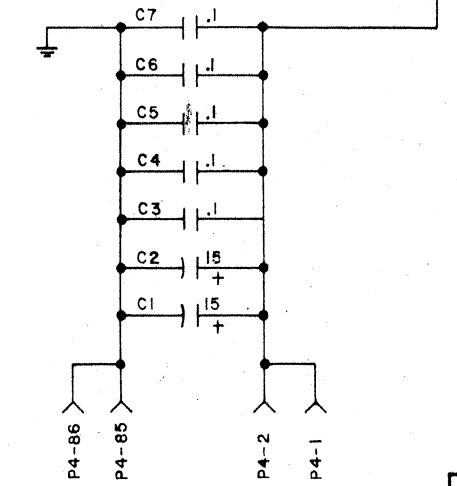 C7 .1
C6 .1
C5 .1
C4 .1
C3 .1
C2 15
+
C1 15
+
P4-86
P4-85
P4-2
P4-1